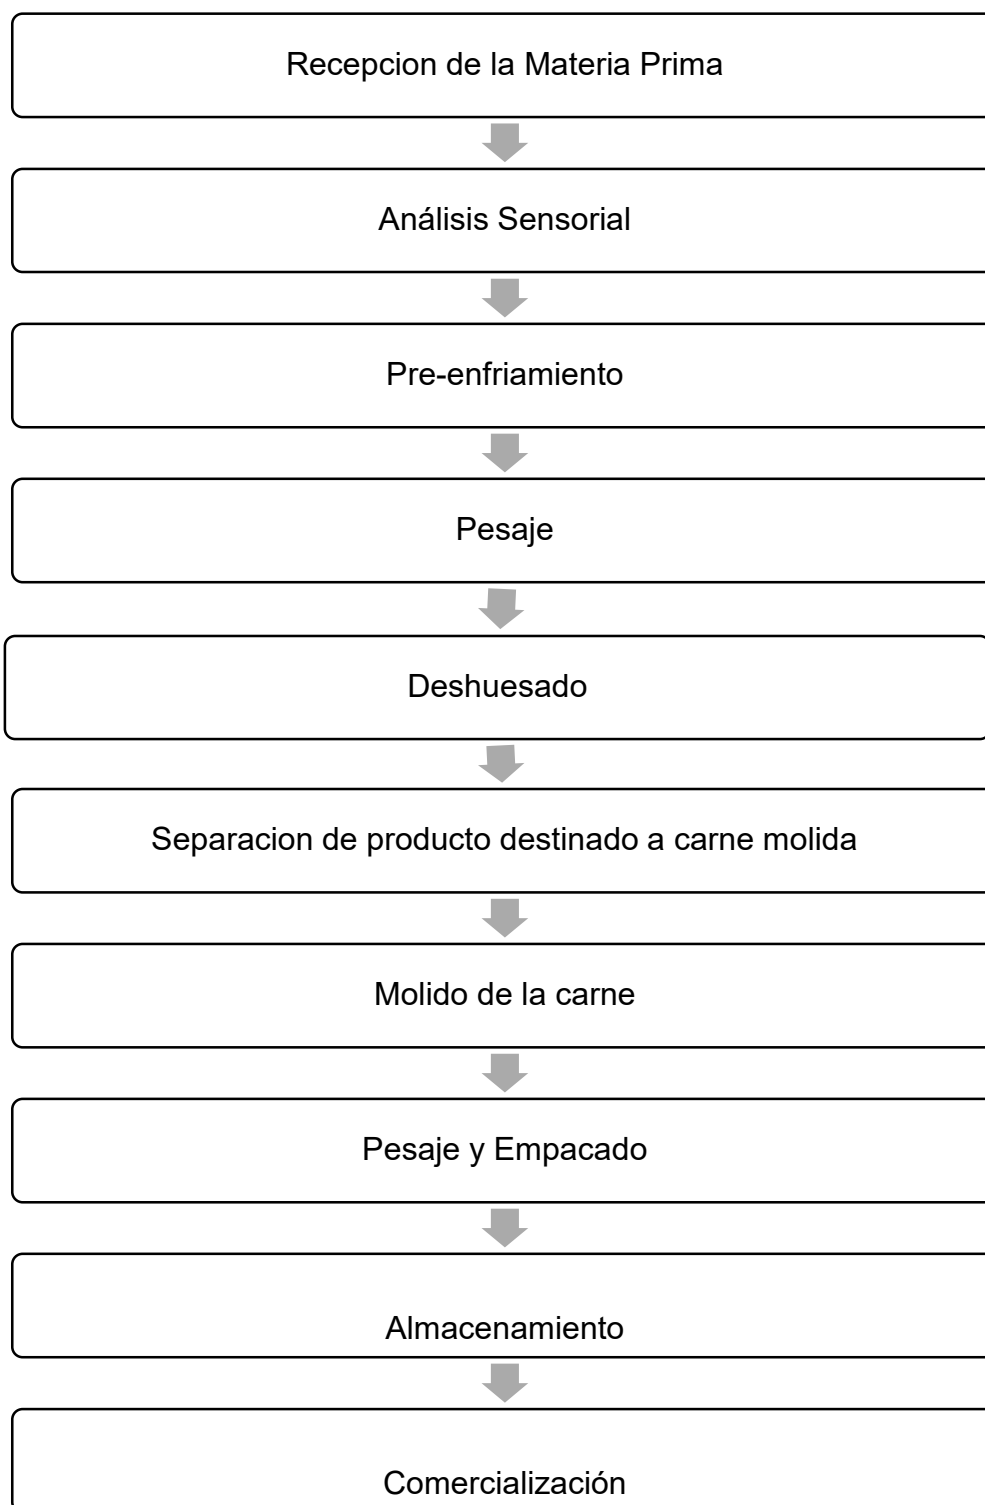 Recepcion de la Materia Prima
Análisis Sensorial
Pre-enfriamiento
Pesaje
Deshuesado
Separacion de producto destinado a carne molida
Molido de la carne
Pesaje y Empacado
Almacenamiento
Comercialización